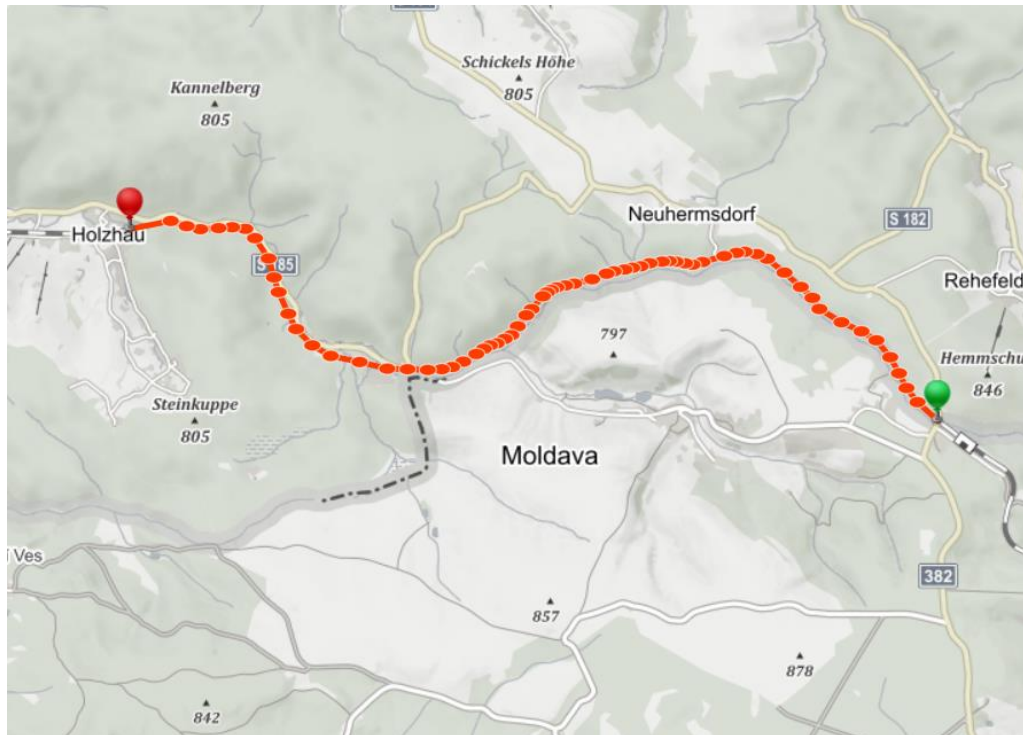 Schickels Höhe
805
Kannelberg
805
Neuhermsdorf
S 182
Holzhau
S 185
Rehefeld
797
Hemmschu
846
Steinkuppe
805
Moldava
Ves
382
857
878
842